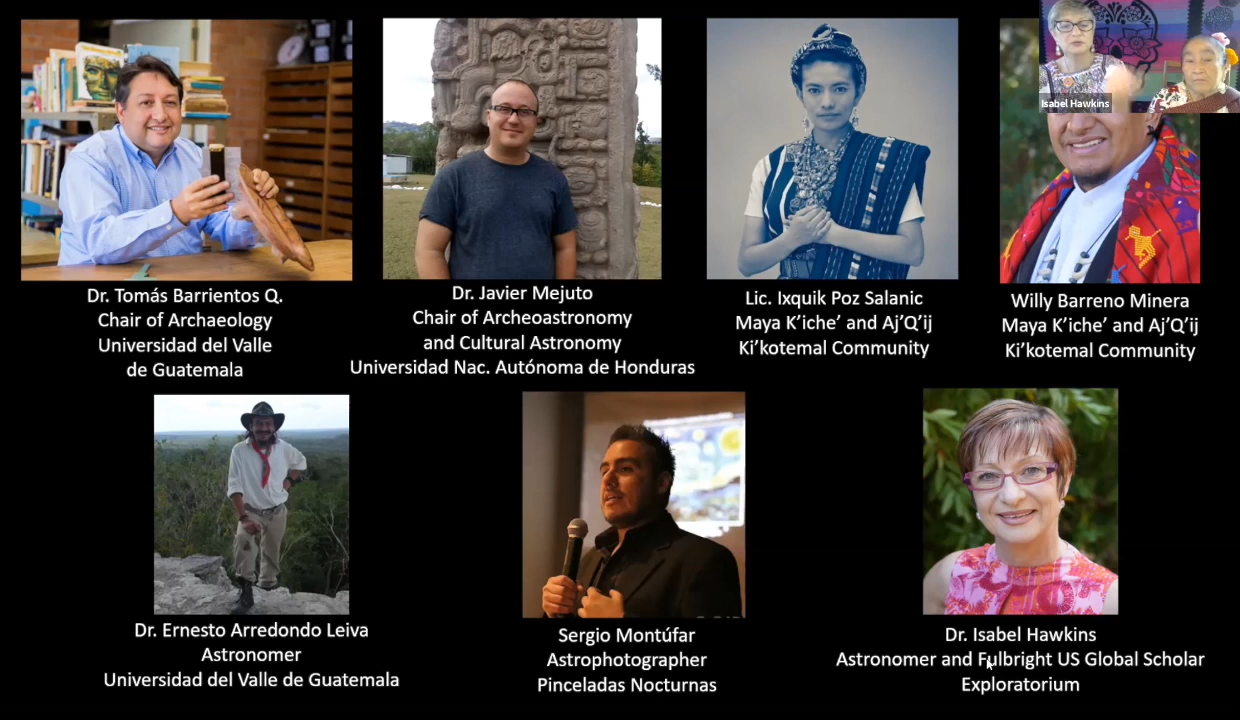 Isabel Hawkins
Dr. Tomás Barrientos Q.
Chair of Archaeology
Universidad del Valle
de Guatemala
Dr. Javier Mejuto
Chair of Archeoastronomy
and Cultural Astronomy
Universidad Nac. Autónoma de Honduras
Lic. Ixquik Poz Salanic
Maya K’iche’ and Aj’Q’ij
Ki’kotemal Community
Willy Barreno Minera
Maya K’iche’ and Aj’Q’ij
Ki’kotemal Community
Dr. Ernesto Arredondo Leiva
Astronomer
Universidad del Valle de Guatemala
Sergio Montúfar
Astrophotographer
Pinceladas Nocturnas
Dr. Isabel Hawkins
Astronomer and Fulbright US Global Scholar
Exploratorium